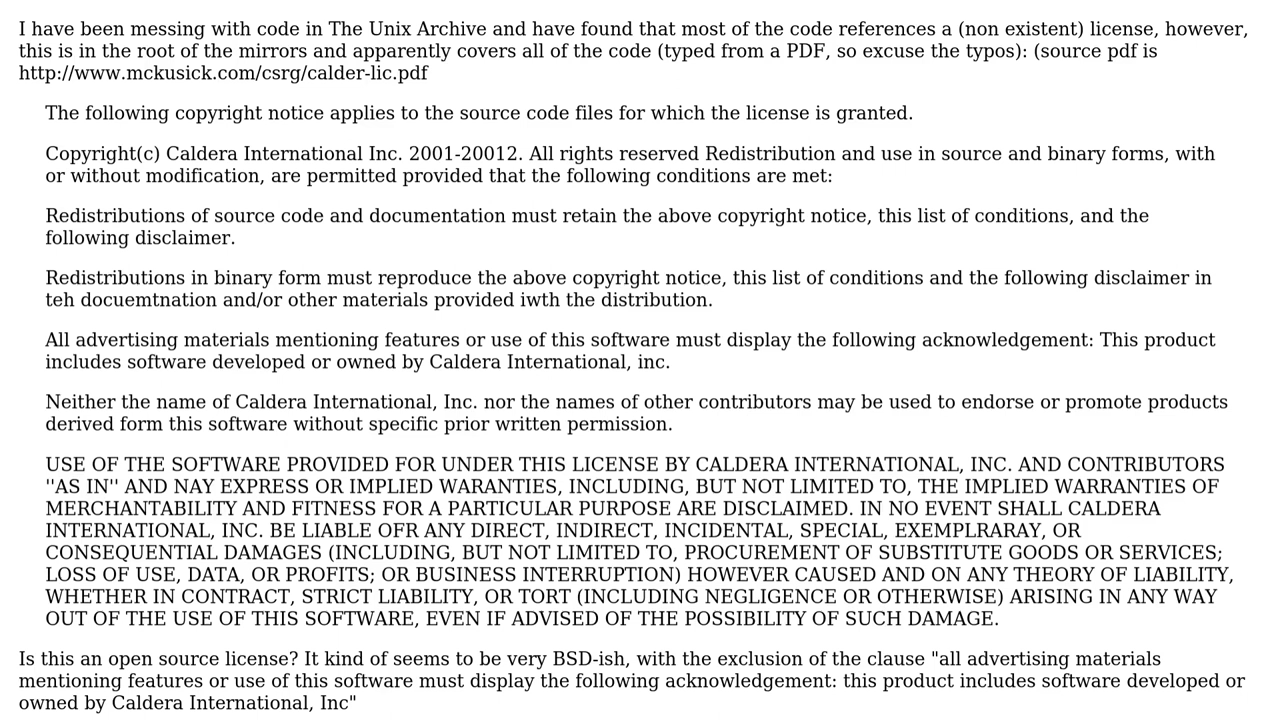 I have been messing with code in The Unix Archive and have found that most of the code references a (non existent) license, however,
this is in the root of the mirrors and apparently covers all of the code (typed from a PDF, so excuse the typos): (source pdf is
http://www.mckusick.com/csrg/calder-lic.pdf
The following copyright notice applies to the source code files for which the license is granted.
Copyright(c) Caldera International Inc. 2001-20012. All rights reserved Redistribution and use in source and binary forms, with
or without modification, are permitted provided that the following conditions are met:
Redistributions of source code and documentation must retain the above copyright notice, this list of conditions, and the
following disclaimer.
Redistributions in binary form must reproduce the above copyright notice, this list of conditions and the following disclaimer in
teh docuemtnation and/or other materials provided iwth the distribution.
All advertising materials mentioning features or use of this software must display the following acknowledgement: This product
includes software developed or owned by Caldera International, inc.
Neither the name of Caldera International, Inc. nor the names of other contributors may be used to endorse or promote products
derived form this software without specific prior written permission.
USE OF THE SOFTWARE PROVIDED FOR UNDER THIS LICENSE BY CALDERA INTERNATIONAL, INC. AND CONTRIBUTORS
''AS IN'' AND NAY EXPRESS OR IMPLIED WARANTIES, INCLUDING, BUT NOT LIMITED TO, THE IMPLIED WARRANTIES OF
MERCHANTABILITY AND FITNESS FOR A PARTICULAR PURPOSE ARE DISCLAIMED. IN NO EVENT SHALL CALDERA
INTERNATIONAL, INC. BE LIABLE OFR ANY DIRECT, INDIRECT, INCIDENTAL, SPECIAL, EXEMPLRARAY, OR
CONSEQUENTIAL DAMAGES (INCLUDING, BUT NOT LIMITED TO, PROCUREMENT OF SUBSTITUTE GOODS OR SERVICES;
LOSS OF USE, DATA, OR PROFITS; OR BUSINESS INTERRUPTION) HOWEVER CAUSED AND ON ANY THEORY OF LIABILITY,
WHETHER IN CONTRACT, STRICT LIABILITY, OR TORT (INCLUDING NEGLIGENCE OR OTHERWISE) ARISING IN ANY WAY
OUT OF THE USE OF THIS SOFTWARE, EVEN IF ADVISED OF THE POSSIBILITY OF SUCH DAMAGE.
Is this an open source license? It kind of seems to be very BSD-ish, with the exclusion of the clause "all advertising materials
mentioning features or use of this software must display the following acknowledgement: this product includes software developed or
owned by Caldera International, Inc"